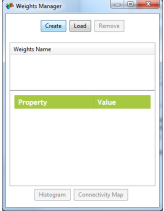 Weights Manager
Create Load Remove
Weights Name
Property Value
Histogram Connectivity Map